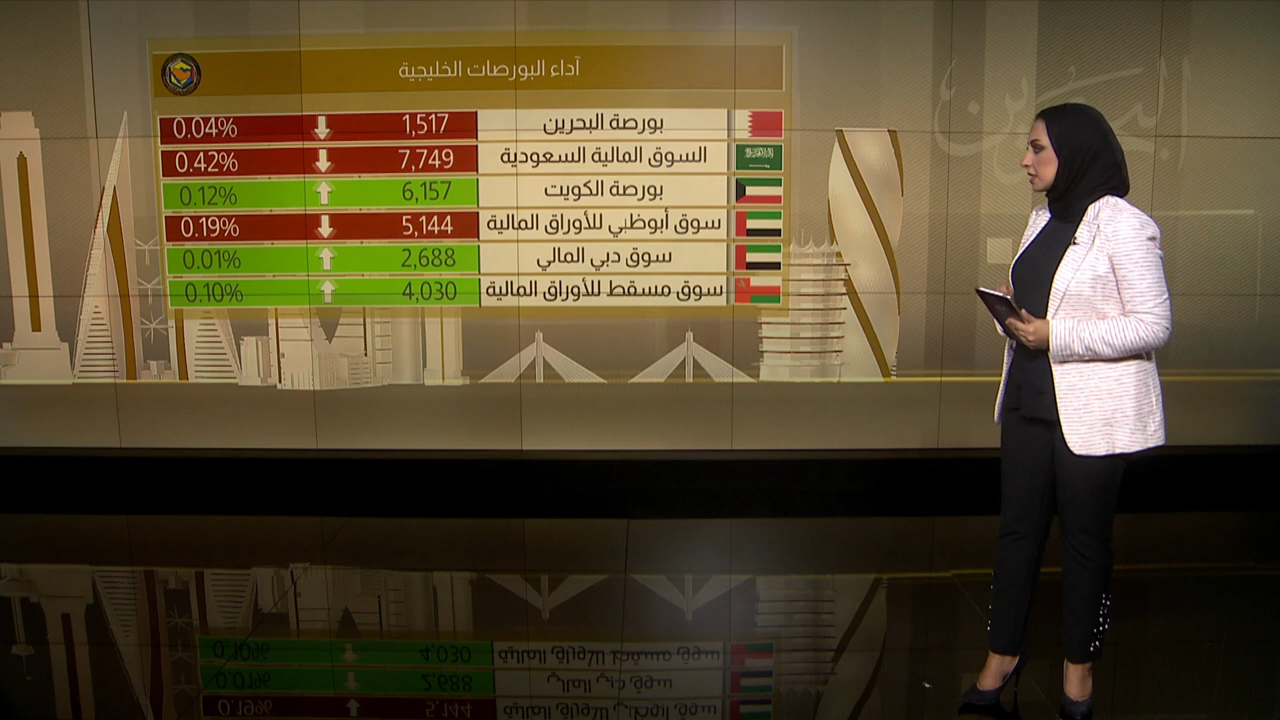 آداء البورصات الخليجية
بورصة البحرين 1,517 0.04%
السوق المالية السعودية 7,749 0.42%
بورصة الكويت 6,157 0.12%
سوق أبوظبي للأوراق المالية 5,144 0.19%
سوق دبي المالي 2,688 0.01%
سوق مسقط للأوراق المالية 4,030 0.10%
البحرين